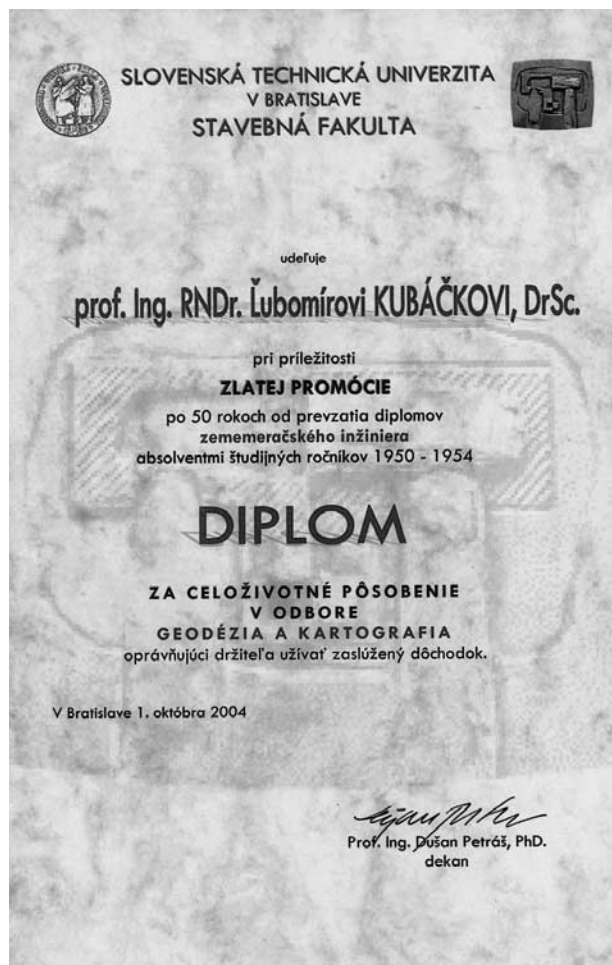 SLOVENSKÁ TECHNICKÁ UNIVERZITA
V BRATISLAVE
STAVEBNÁ FAKULTA
udeľuje
prof. Ing. RNDr. Ľubomírovi KUBÁČKOVI, DrSc.
pri príležitosti
ZLATEJ PROMÓCIE
po 50 rokoch od prevzatia diplomov
zememeračského inžiniera
absolventmi študijných ročníkov 1950 - 1954
DIPLOM
ZA CELOŽIVOTNÉ PÔSOBENIE
V ODBORE
GEODÉZIA A KARTOGRAFIA
oprávňujúci držiteľa užívať zaslúžený dôchodok.
V Bratislave 1. októbra 2004
Prof. Ing. Dušan Petráš, PhD.
dekan